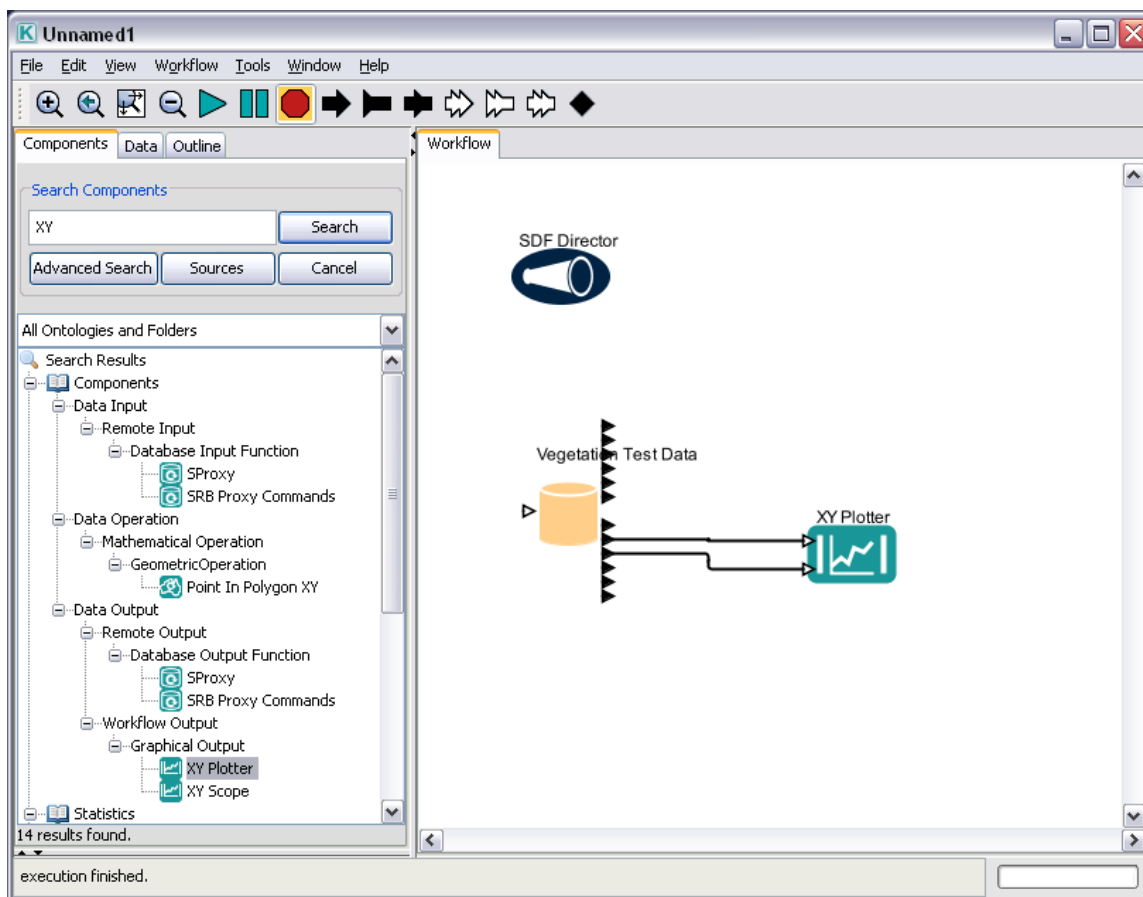 Unnamed1
File Edit View Workflow Tools Window Help
Components Data Outline
Search Components
XY Search
Advanced Search Sources Cancel
All Ontologies and Folders
Search Results
Components
Data Input
Remote Input
Database Input Function
SProxy
SRB Proxy Commands
Data Operation
Mathematical Operation
GeometricOperation
Point In Polygon XY
Data Output
Remote Output
Database Output Function
SProxy
SRB Proxy Commands
Workflow Output
Graphical Output
XY Plotter
XY Scope
Statistics
14 results found.
Workflow
SDF Director
Vegetation Test Data
XY Plotter
execution finished.